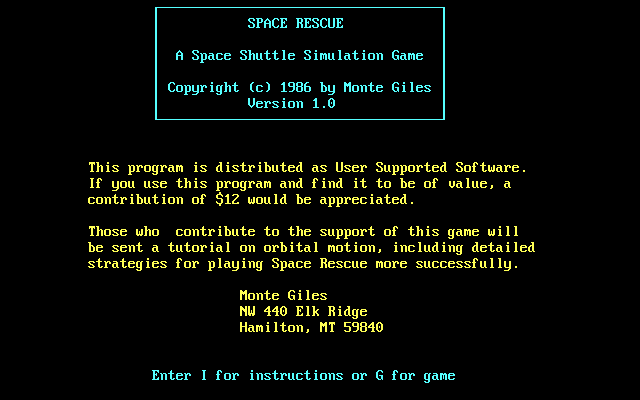 SPACE RESCUE
A Space Shuttle Simulation Game
Copyright (c) 1986 by Monte Giles
Version 1.0
This program is distributed as User Supported Software.
If you use this program and find it to be of value, a
contribution of $12 would be appreciated.
Those who  contribute to the support of this game will
be sent a tutorial on orbital motion, including detailed
strategies for playing Space Rescue more successfully.
Monte Giles
NW 440 Elk Ridge
Hamilton, MT 59840
Enter I for instructions or G for game